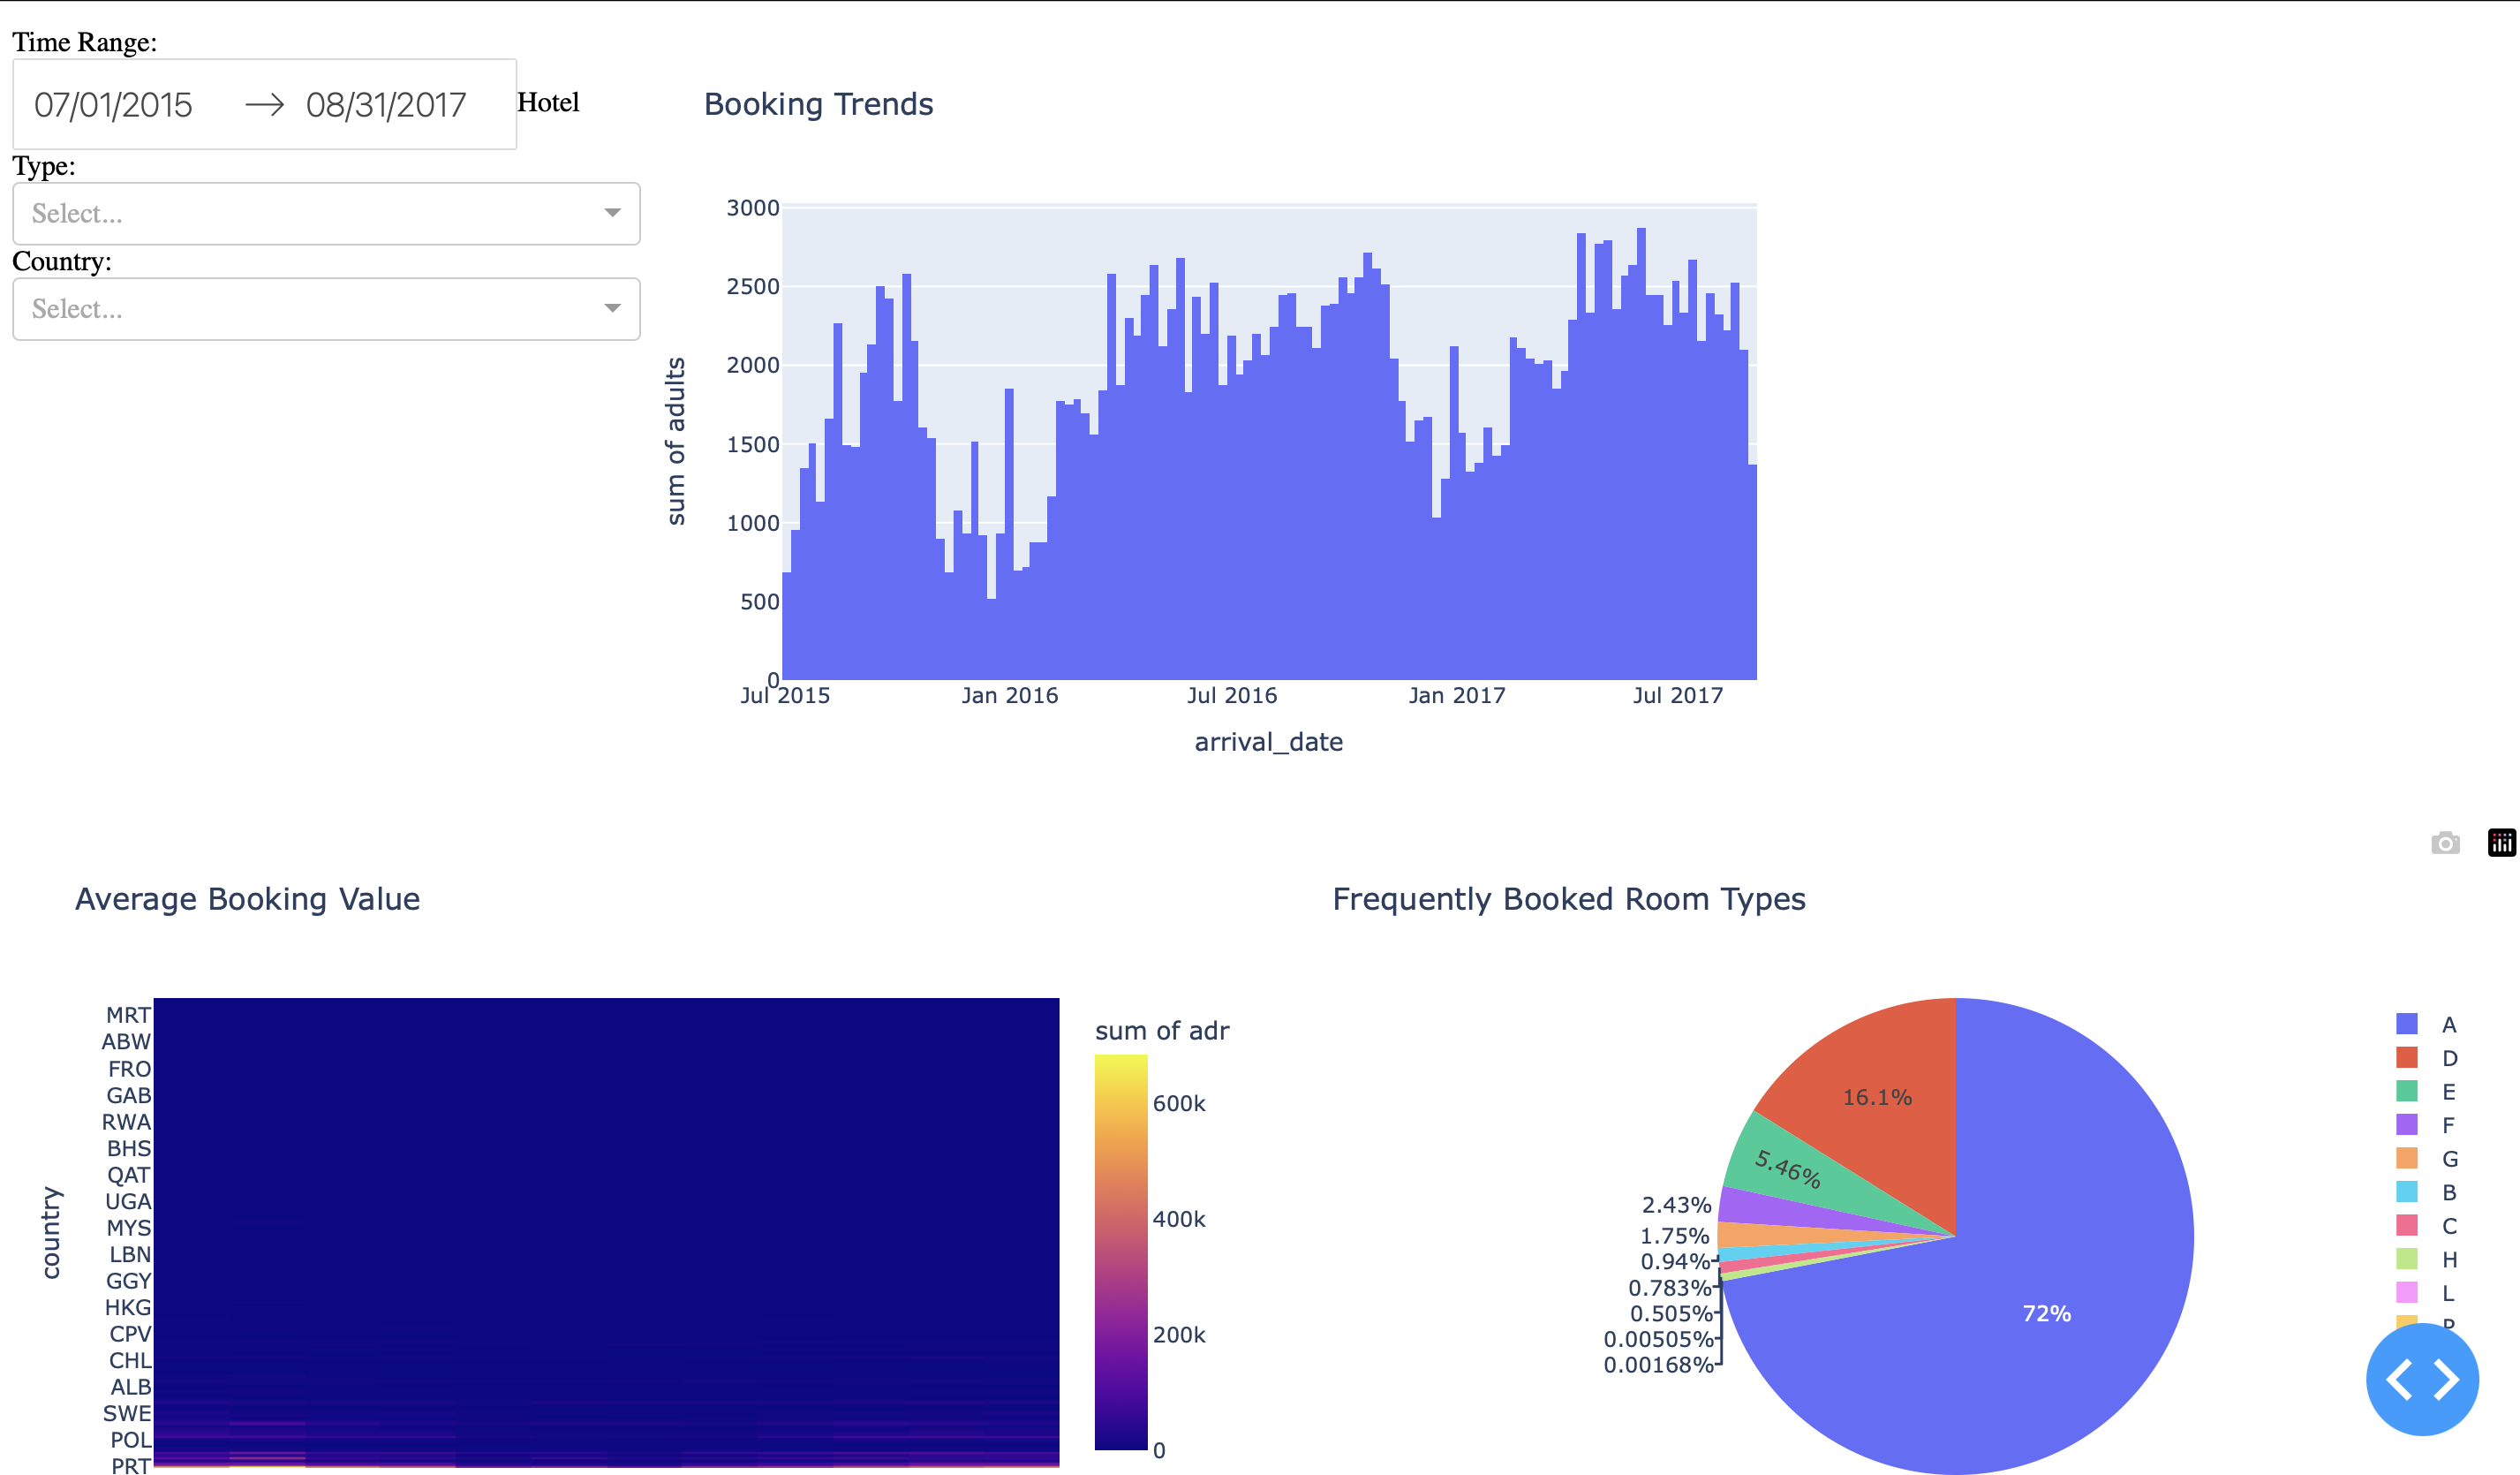 Time Range:
07/01/2015 → 08/31/2017 Hotel
Type:
Select...
Country:
Select...
Booking Trends
3000
2500
2000
1500
1000
500
0
sum of adults
Jul 2015 Jan 2016 Jul 2016 Jan 2017 Jul 2017
arrival_date
Average Booking Value
MRT
ABW
FRO
GAB
RWA
BHS
QAT
UGA
MYS
LBN
GGY
HKG
CPV
CHL
ALB
SWE
POL
PRT
country
sum of adr
600k
400k
200k
0
Frequently Booked Room Types
16.1%
5.46%
2.43%
1.75%
0.94%
0.783%
0.505%
0.00505%
0.00168%
72%
A
D
E
F
G
B
C
H
L